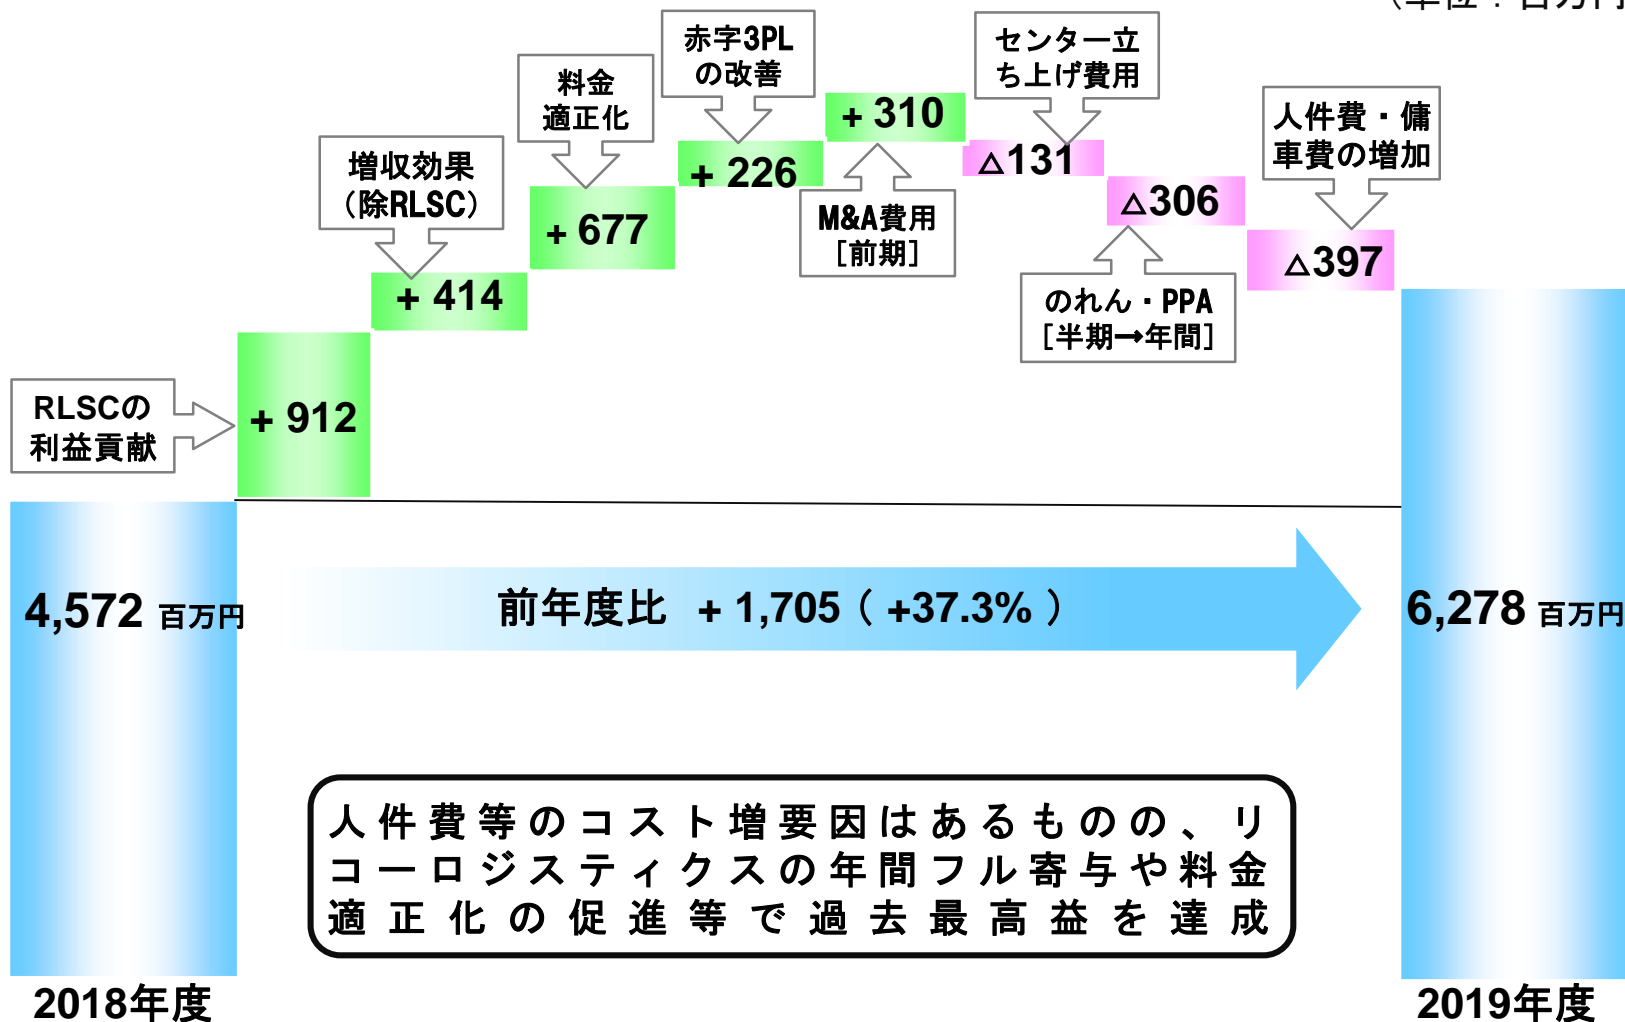 （単位：百万円
赤字3PL
の改善
センター立
ち上げ費用
料金
適正化
+ 310
人件費・傭
車費の増加
増収効果
（除RLSC）
+ 226
△131
M&A費用
［前期］
△306
+ 677
△397
+ 414
のれん・PPA
［半期→年間］
RLSCの
利益貢献
+ 912
4,572 百万円
前年度比 + 1,705（ +37.3% ）
6,278 百万円
人件費等のコスト増要因はあるものの、リ
コーロジスティクスの年間フル寄与や料金
適正化の促進等で過去最高益を達成
2018年度
2019年度